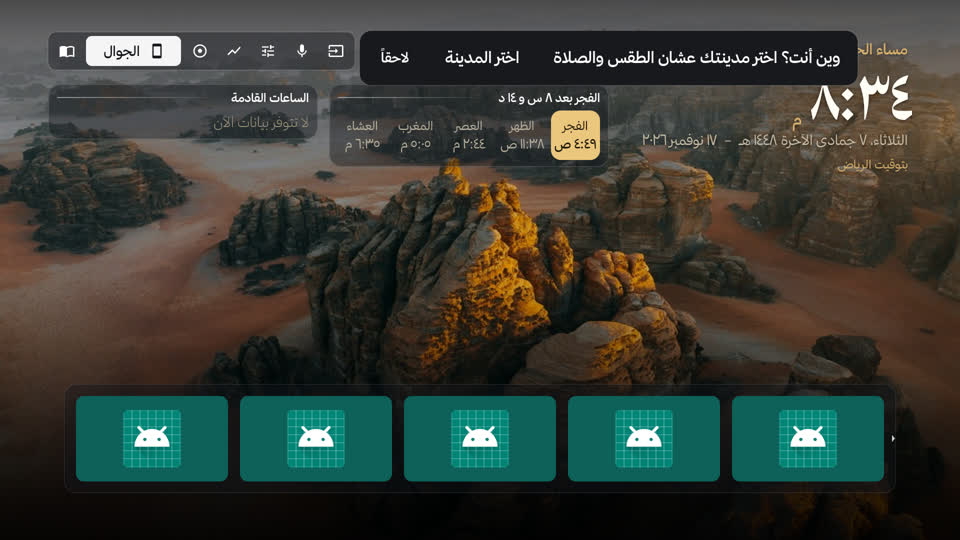 وين أنت؟ اختر مدينتك عشان الطقس والصلاة
اختر المدينة
لاحقاً
الجوال
مساء
٨:٣٤ م
الثلاثاء، ٧ جمادى الآخرة ١٤٤٨ هـ – ١٧ نوفمبر ٢٠٢٦
بتوقيت الرياض
الفجر بعد ٨ س و ١٤ د
الفجر الظهر العصر المغرب العشاء
٤:٤٩ ص ١١:٣٨ ص ٢:٤٤ م ٥:٠٥ م ٦:٣٥ م
الساعات القادمة
لا تتوفر بيانات الآن